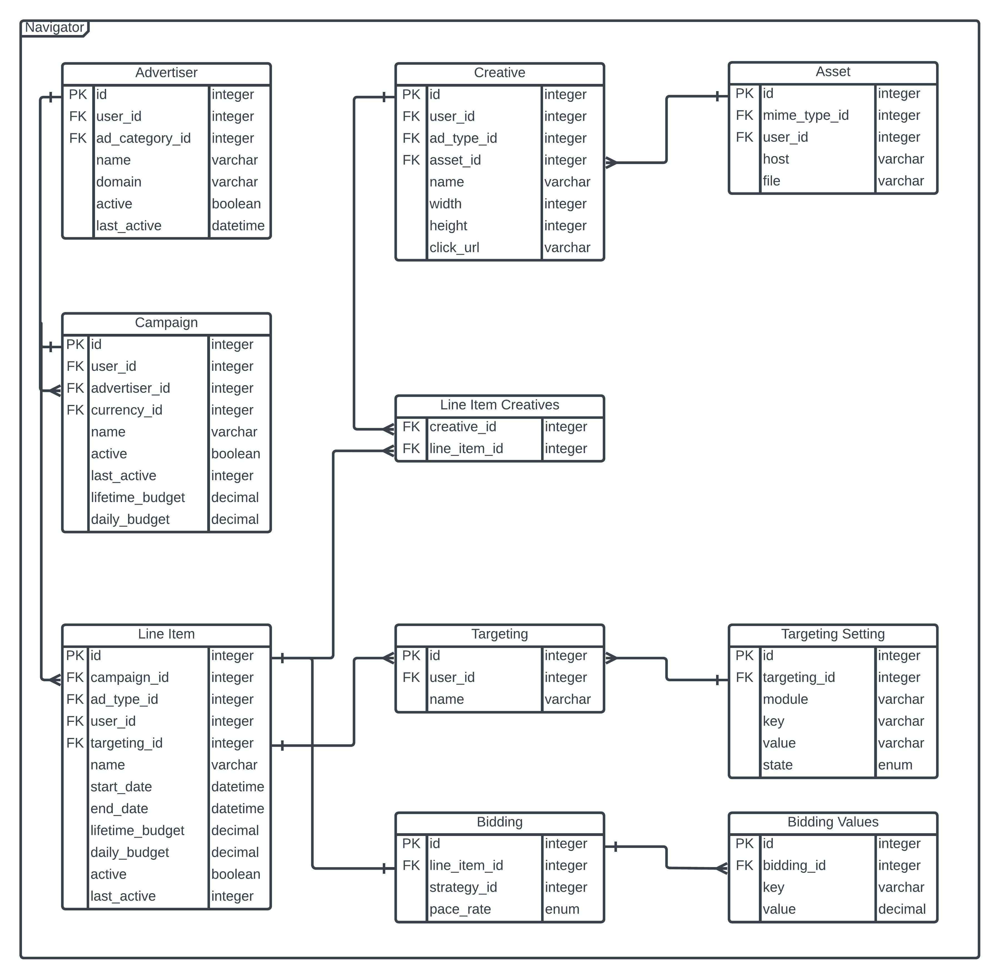 Navigator
Advertiser
PK id integer
FK user_id integer
FK ad_category_id integer
name varchar
domain varchar
active boolean
last_active datetime
Creative
PK id integer
FK user_id integer
FK ad_type_id integer
FK asset_id integer
name varchar
width integer
height integer
click_url varchar
Asset
PK id integer
FK mime_type_id integer
FK user_id integer
host varchar
file varchar
Campaign
PK id integer
FK user_id integer
FK advertiser_id integer
FK currency_id integer
name varchar
active boolean
last_active integer
lifetime_budget decimal
daily_budget decimal
Line Item Creatives
FK creative_id integer
FK line_item_id integer
Line Item
PK id integer
FK campaign_id integer
FK ad_type_id integer
FK user_id integer
FK targeting_id integer
name varchar
start_date datetime
end_date datetime
lifetime_budget decimal
daily_budget decimal
active boolean
last_active integer
Targeting
PK id integer
FK user_id integer
name varchar
Targeting Setting
PK id integer
FK targeting_id integer
module varchar
key varchar
value varchar
state enum
Bidding
PK id integer
FK line_item_id integer
strategy_id integer
pace_rate enum
Bidding Values
PK id integer
FK bidding_id integer
key varchar
value decimal